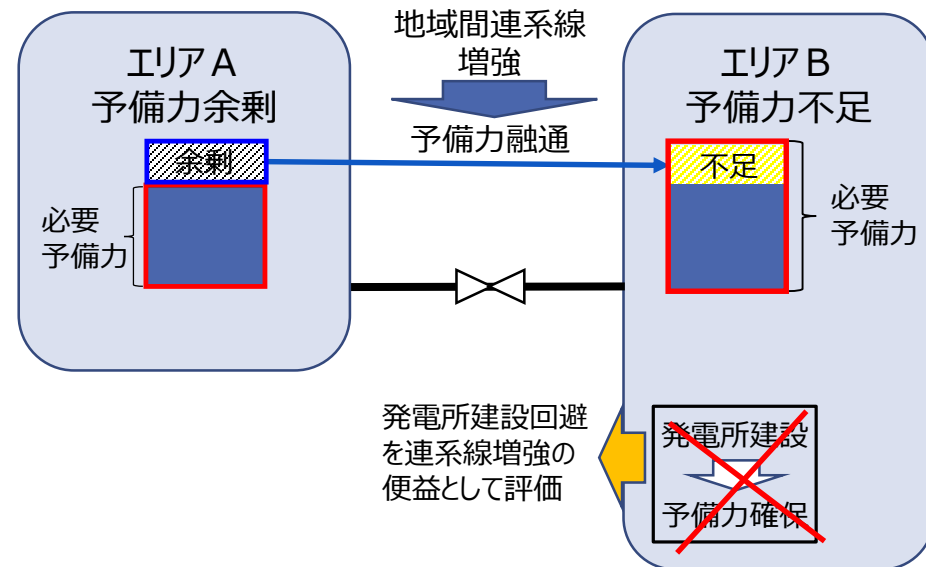 エリアA
予備力余剰
余剰
必要
予備力
地域間連系線
増強
予備力融通
エリアB
予備力不足
不足
必要
予備力
発電所建設回避
を連系線増強の
便益として評価
発電所建設
予備力確保